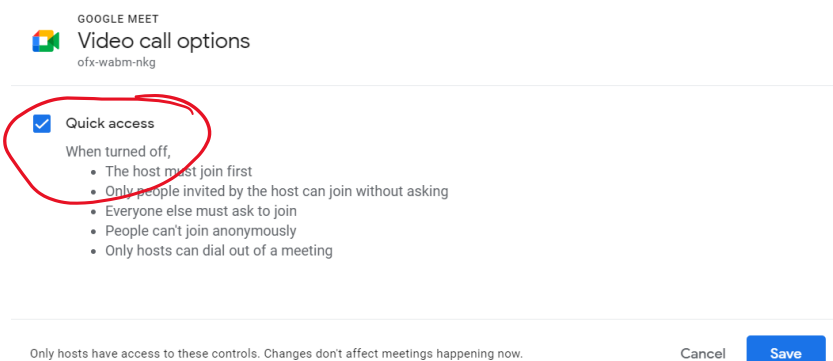 GOOGLE MEET
Video call options
ofx-wabm-nkg
Quick access
When turned off,
• The host must join first
• Only people invited by the host can join without asking
• Everyone else must ask to join
• People can't join anonymously
• Only hosts can dial out of a meeting
Only hosts have access to these controls. Changes don't affect meetings happening now.
Cancel
Save